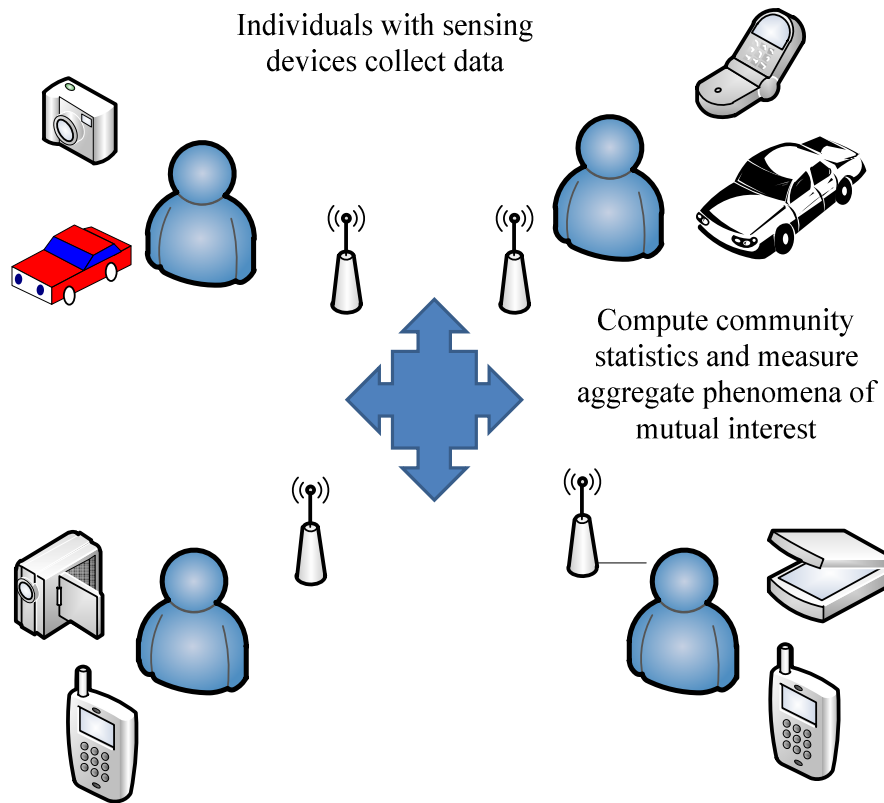 Individuals with sensing
devices collect data
Compute community
statistics and measure
aggregate phenomena of
mutual interest